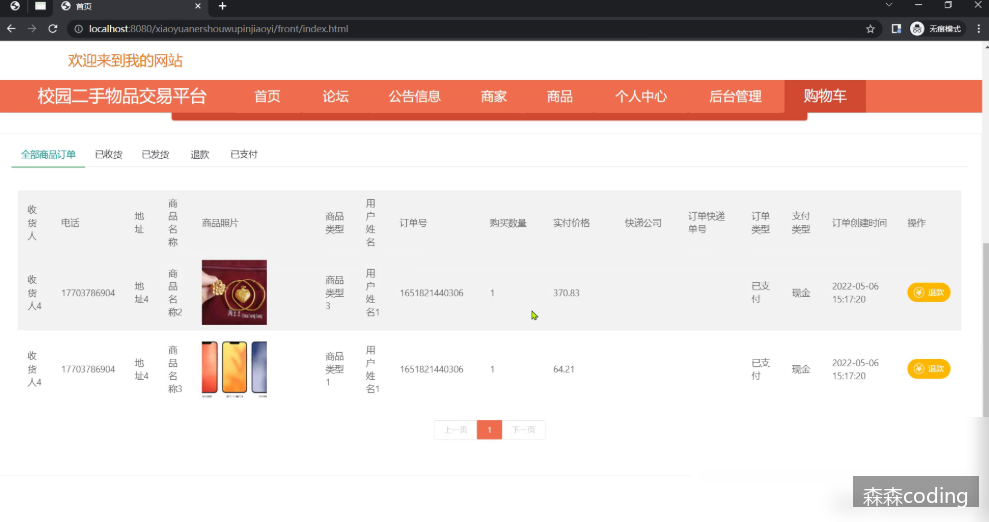 首页
localhost:8080/xiaoyuanershouwupinjiaoyi/front/index.html
无痕模式
欢迎来到我的网站
校园二手物品交易平台 首页 论坛 公告信息 商家 商品 个人中心 后台管理 购物车
全部商品订单 已收货 已发货 退款 已支付
收货人 电话 地址 商品名称 商品照片 商品类型 用户姓名 订单号 购买数量 实付价格 快递公司 订单快递单号 订单类型 支付类型 订单创建时间 操作
收货人4 17703786904 地址4 商品名称2 商品类型3 用户姓名1 1651821440306 1 370.83 已支付 现金 2022-05-06 15:17:20 退款
收货人4 17703786904 地址4 商品名称3 商品类型1 用户姓名1 1651821440306 1 64.21 已支付 现金 2022-05-06 15:17:20 退款
上一页 1 下一页
森森coding